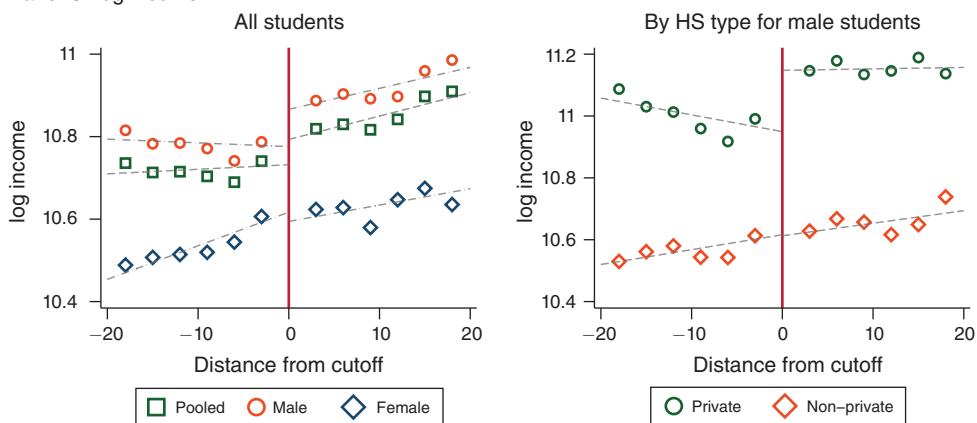 All students
By HS type for male students
log income
11
10.8
10.6
10.4
−20
−10
0
10
20
Distance from cutoff
Pooled
Male
Female
log income
11.2
11
10.8
10.6
10.4
−20
−10
0
10
20
Distance from cutoff
Private
Non−private